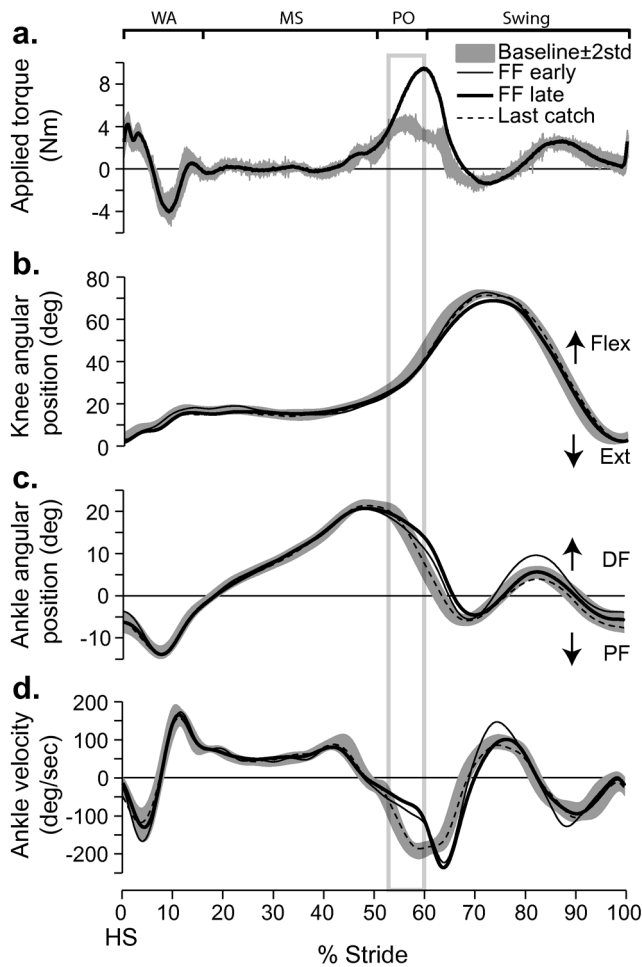 WA MS PO Swing
a.
Baseline±2std
FF early
FF late
Last catch
Applied torque
(Nm)
8
4
0
-4
b.
Knee angular
position (deg)
80
60
40
20
0
Flex
Ext
c.
Ankle angular
position (deg)
20
10
0
-10
DF
PF
d.
Ankle velocity
(deg/sec)
200
100
0
-100
-200
0 10 20 30 40 50 60 70 80 90 100
HS
% Stride